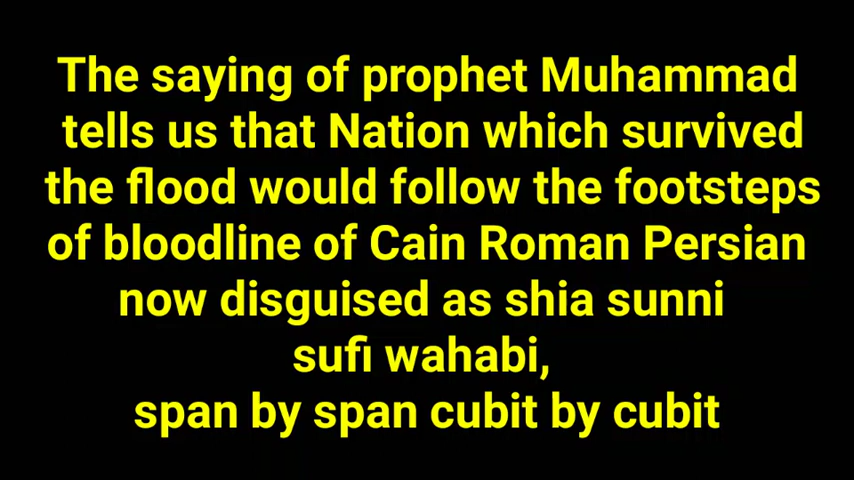 The saying of prophet Muhammad
tells us that Nation which survived
the flood would follow the footsteps
of bloodline of Cain Roman Persian
now disguised as shia sunni
sufi wahabi,
span by span cubit by cubit